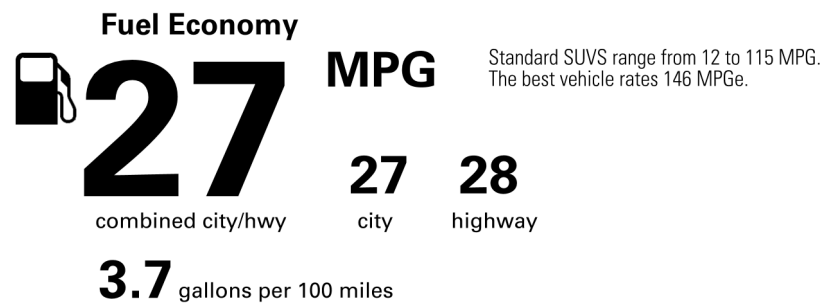 Fuel Economy
27
MPG
Standard SUVS range from 12 to 115 MPG.
The best vehicle rates 146 MPGe.
combined city/hwy
27
city
28
highway
3.7 gallons per 100 miles